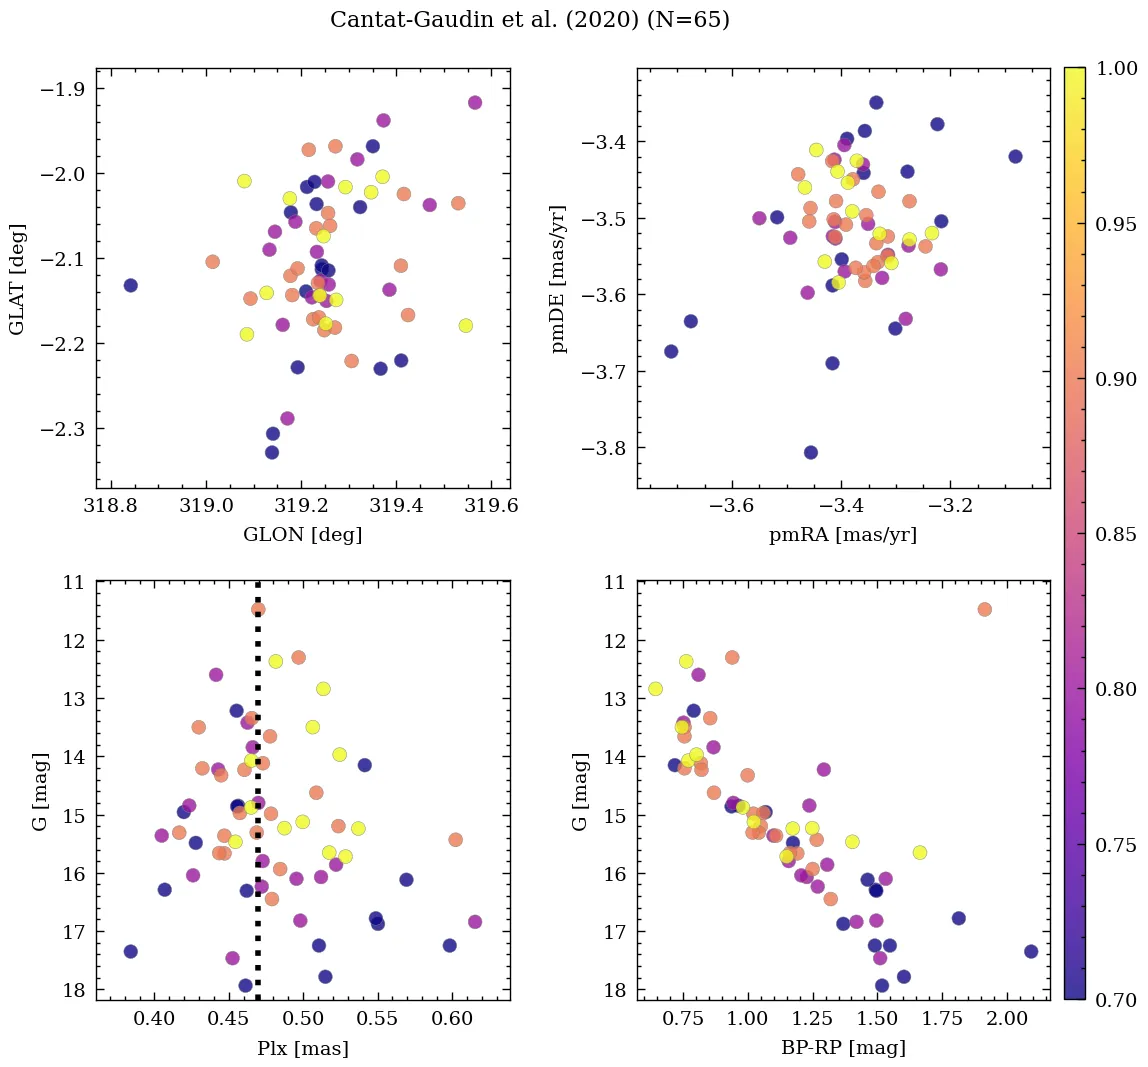 Cantat-Gaudin et al. (2020) (N=65)
−1.9
−2.0
−2.1
−2.2
−2.3
GLAT [deg]
318.8 319.0 319.2 319.4 319.6
GLON [deg]
−3.4
−3.5
−3.6
−3.7
−3.8
pmDE [mas/yr]
−3.6 −3.4 −3.2
pmRA [mas/yr]
1.00
0.95
0.90
0.85
0.80
0.75
0.70
11
12
13
14
15
16
17
18
G [mag]
0.40 0.45 0.50 0.55 0.60
Plx [mas]
11
12
13
14
15
16
17
18
G [mag]
0.75 1.00 1.25 1.50 1.75 2.00
BP-RP [mag]